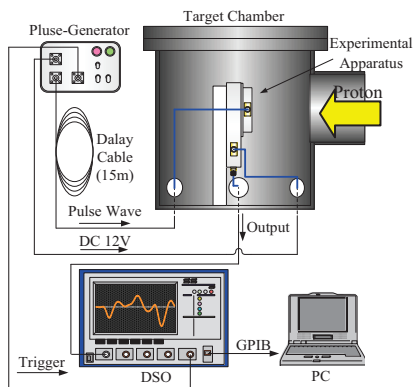 Pluse-Generator
Target Chamber
Experimental
Apparatus
Proton
Dalay
Cable
(15m)
Pulse Wave
DC 12V
Output
Trigger
DSO
GPIB
PC